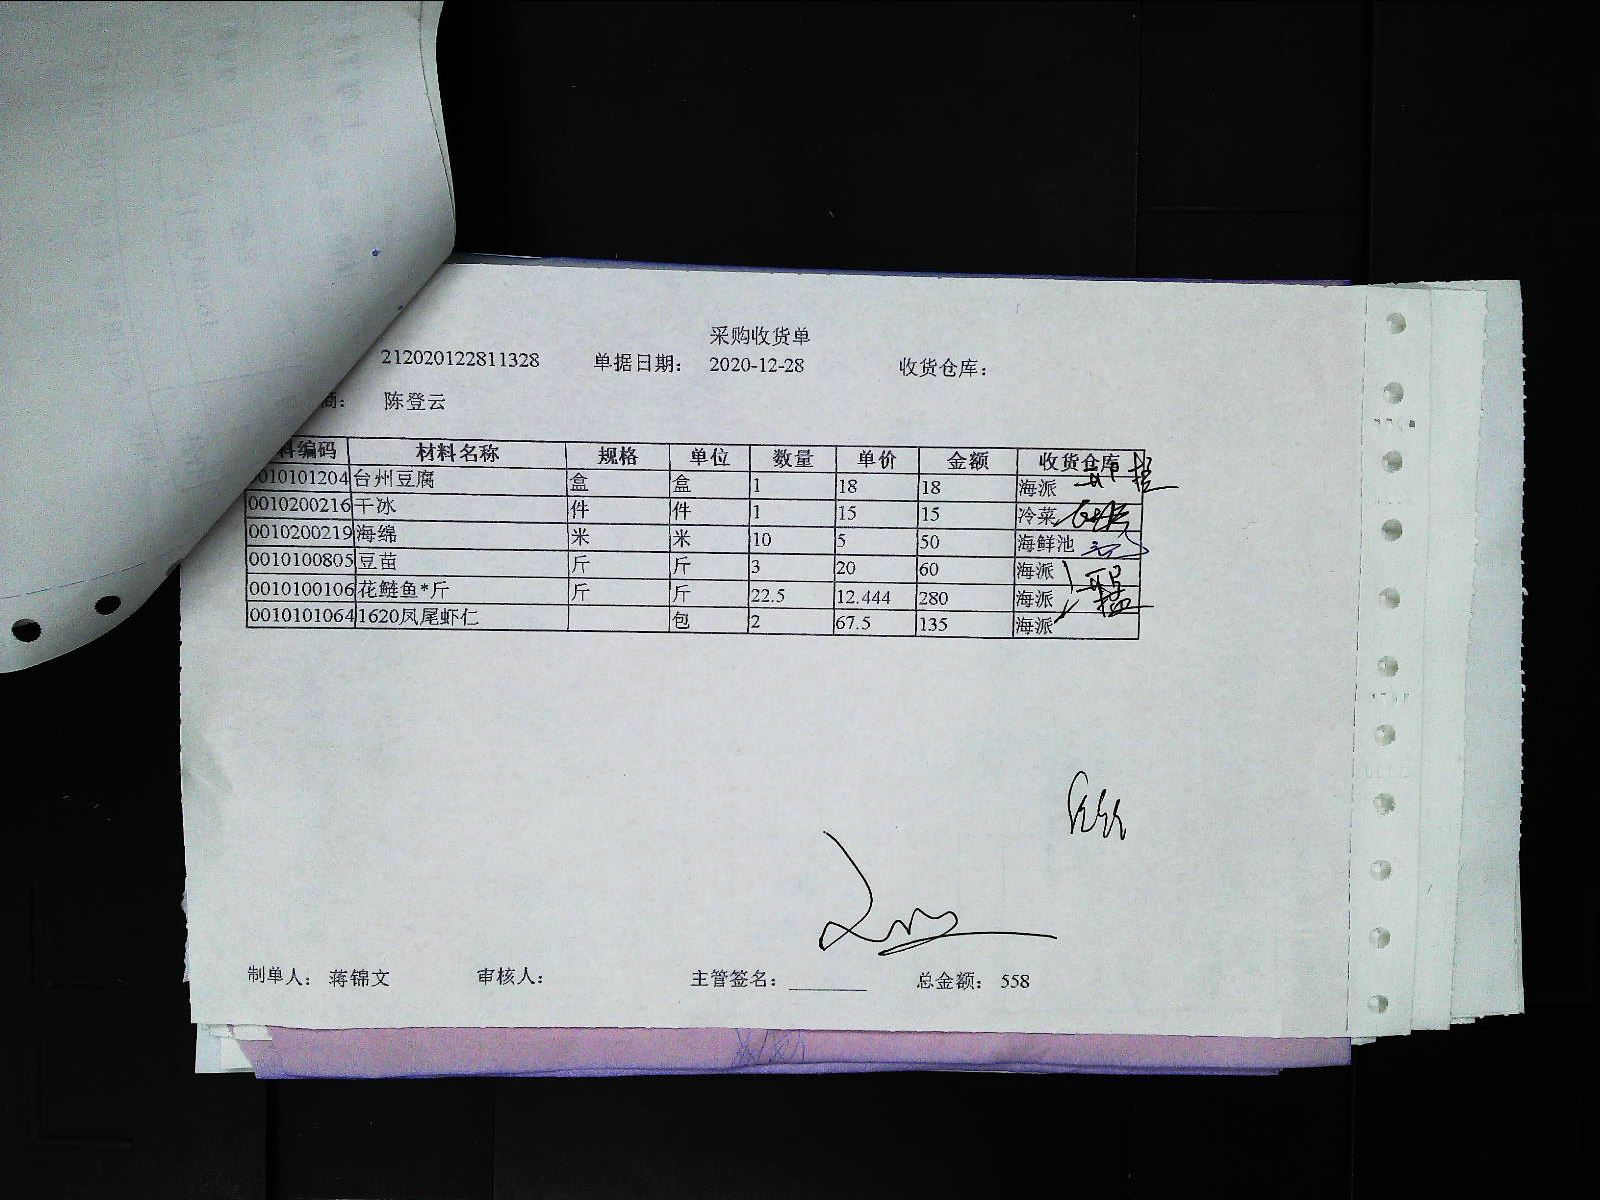 采购收货单
212020122811328 单据日期： 2020-12-28 收货仓库：
商： 陈登云
料编码 材料名称 规格 单位 数量 单价 金额 收货仓库
0010101204 台州豆腐 盒 盒 1 18 18 海派
0010200216 干冰 件 件 1 15 15 冷菜
0010200219 海绵 米 米 10 5 50 海鲜池
0010100805 豆苗 斤 斤 3 20 60 海派
0010100106 花鲢鱼*斤 斤 斤 22.5 12.444 280 海派
0010101064 1620凤尾虾仁 包 2 67.5 135 海派
制单人： 蒋锦文 审核人： 主管签名： 总金额： 558